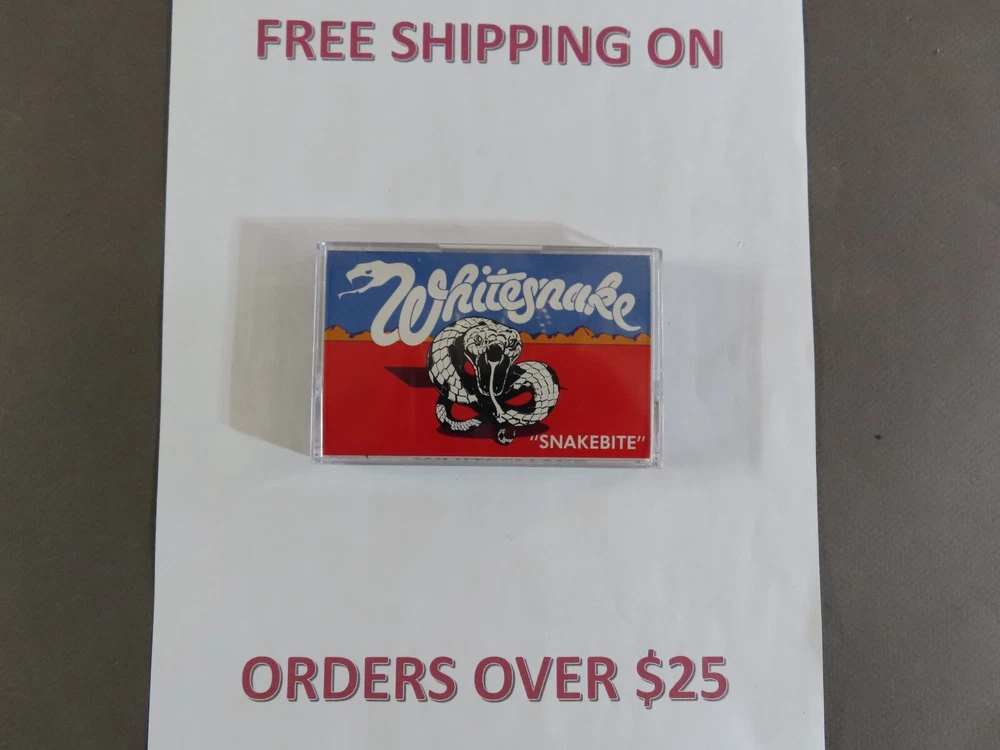 FREE SHIPPING ON
Whitesnake
"SNAKEBITE"
ORDERS OVER $25